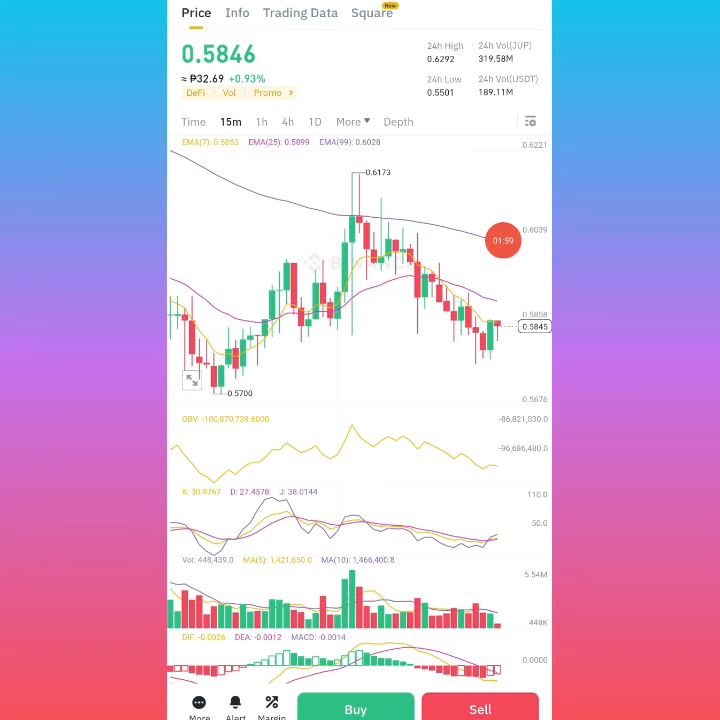 Price Info Trading Data Square New
0.5846
≈ ₱32.69 +0.93%
DeFi · Vol · Promo >
24h High 24h Vol(JUP)
0.6292 319.58M
24h Low 24h Vol(USDT)
0.5501 189.11M
Time 15m 1h 4h 1D More Depth
EMA(7): 0.5853 EMA(25): 0.5899 EMA(99): 0.6028
0.6221
0.6173
0.6039
01:59
BINANCE
0.5858
0.5845
0.5700
0.5676
OBV: -100,870,739.6000 -86,821,030.0
-96,686,480.0
K: 30.9767 D: 27.4578 J: 38.0144 110.0
50.0
Vol: 448,439.0 MA(5): 1,421,650.0 MA(10): 1,466,400.8
5.54M
448K
DIF: -0.0026 DEA: -0.0012 MACD: -0.0014
0.0000
More Alert Margin Buy Sell